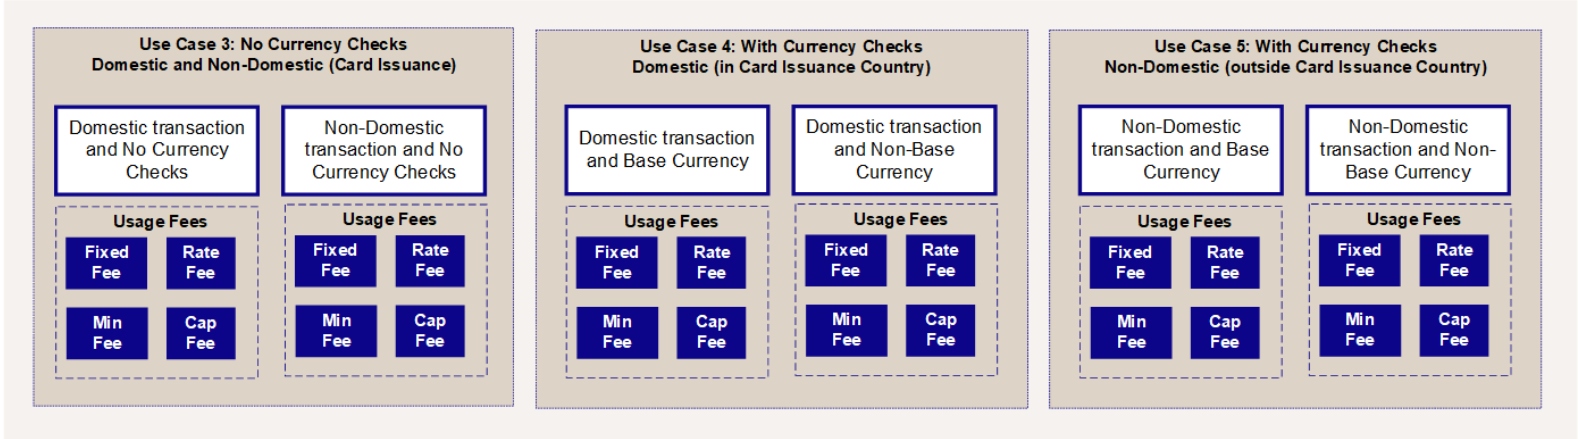 Use Case 3: No Currency Checks
Domestic and Non-Domestic (Card Issuance)
Domestic transaction
and No Currency
Checks
Non-Domestic
transaction and No
Currency Checks
Usage Fees
Fixed
Fee
Rate
Fee
Min
Fee
Cap
Fee
Usage Fees
Fixed
Fee
Rate
Fee
Min
Fee
Cap
Fee
Use Case 4: With Currency Checks
Domestic (in Card Issuance Country)
Domestic transaction
and Base Currency
Domestic transaction
and Non-Base
Currency
Usage Fees
Fixed
Fee
Rate
Fee
Min
Fee
Cap
Fee
Usage Fees
Fixed
Fee
Rate
Fee
Min
Fee
Cap
Fee
Use Case 5: With Currency Checks
Non-Domestic (outside Card Issuance Country)
Non-Domestic
transaction and Base
Currency
Non-Domestic
transaction and Non-
Base Currency
Usage Fees
Fixed
Fee
Rate
Fee
Min
Fee
Cap
Fee
Usage Fees
Fixed
Fee
Rate
Fee
Min
Fee
Cap
Fee